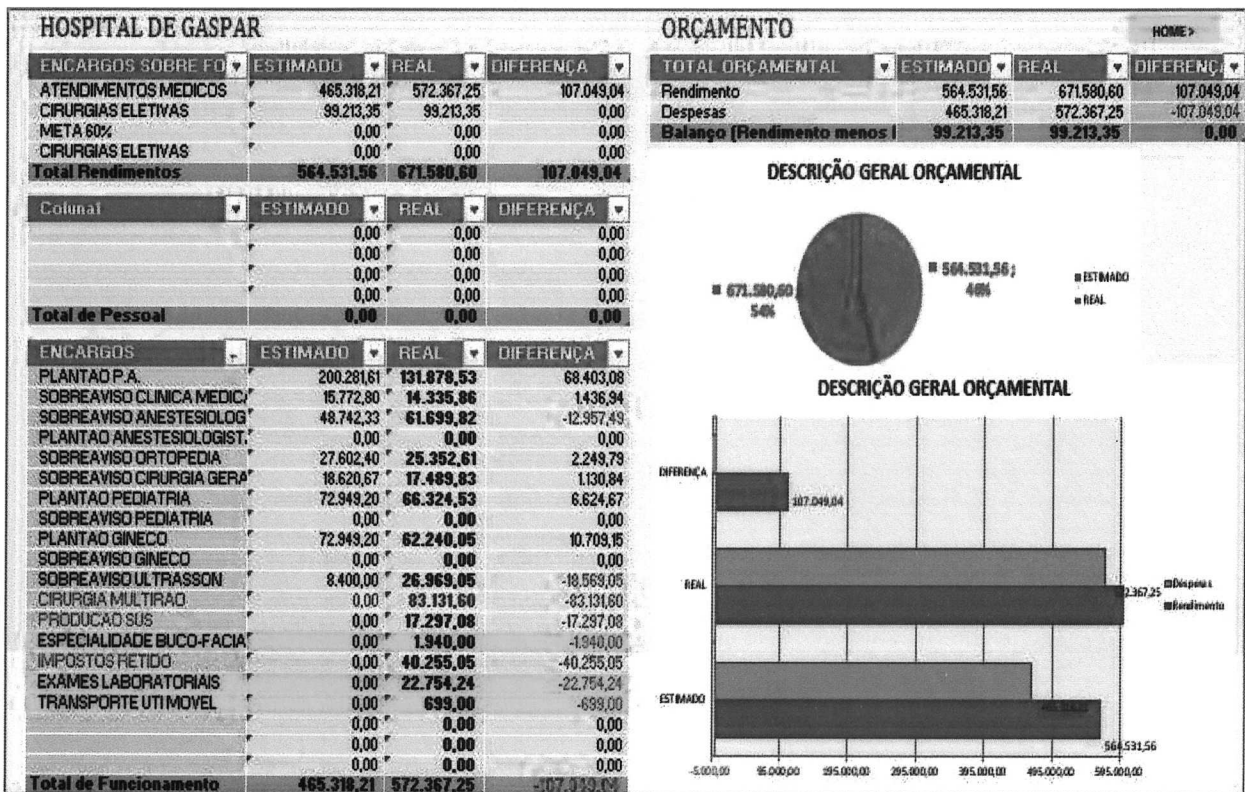 HOSPITAL DE GASPAR
ENCARGOS SOBRE FO ESTIMADO REAL DIFERENÇA
ATENDIMENTOS MEDICOS 465.318,21 572.367,25 107.049,04
CIRURGIAS ELETIVAS 99.213,35 99.213,35 0,00
META 60% 0,00 0,00 0,00
CIRURGIAS ELETIVAS 0,00 0,00 0,00
Total Rendimentos 564.531,56 671.580,60 107.049,04
Coluna1 ESTIMADO REAL DIFERENÇA
0,00 0,00 0,00
0,00 0,00 0,00
0,00 0,00 0,00
0,00 0,00 0,00
Total de Pessoal 0,00 0,00 0,00
ENCARGOS ESTIMADO REAL DIFERENÇA
PLANTAO P.A. 200.281,61 131.878,53 68.403,08
SOBREAVISO CLINICA MEDICA 15.772,80 14.335,86 1.436,94
SOBREAVISO ANESTESIOLOG 48.742,33 61.699,82 -12.957,49
PLANTAO ANESTESIOLOGIST. 0,00 0,00 0,00
SOBREAVISO ORTOPEDIA 27.602,40 25.352,61 2.249,79
SOBREAVISO CIRURGIA GERA 18.620,67 17.489,83 1.130,84
PLANTAO PEDIATRIA 72.949,20 66.324,53 6.624,67
SOBREAVISO PEDIATRIA 0,00 0,00 0,00
PLANTAO GINECO 72.949,20 62.240,05 10.709,15
SOBREAVISO GINECO 0,00 0,00 0,00
SOBREAVISO ULTRASSON 8.400,00 26.969,05 -18.569,05
CIRURGIA MULTIRAO 0,00 83.131,60 -83.131,60
PRODUCAO SUS 0,00 17.297,08 -17.297,08
ESPECIALIDADE BUCO-FACIA 0,00 1.940,00 -1.940,00
IMPOSTOS RETIDO 0,00 40.255,05 -40.255,05
EXAMES LABORATORIAIS 0,00 22.754,24 -22.754,24
TRANSPORTE UTI MOVEL 0,00 699,00 -699,00
0,00 0,00 0,00
0,00 0,00 0,00
0,00 0,00 0,00
Total de Funcionamento 465.318,21 572.367,25 -107.049,04
ORÇAMENTO
HOME >
TOTAL ORÇAMENTAL ESTIMADO REAL DIFERENÇA
Rendimento 564.531,56 671.580,60 107.049,04
Despesas 465.318,21 572.367,25 -107.049,04
Balanço (Rendimento menos 99.213,35 99.213,35 0,00
DESCRIÇÃO GERAL ORÇAMENTAL
671.580,60 ; 54%
564.531,56 ; 46%
ESTIMADO
REAL
DESCRIÇÃO GERAL ORÇAMENTAL
DIFERENÇA
107.049,04
REAL
2.367,25
Despesas
Rendimento
ESTIMADO
564.531,56
-5.000,00 95.000,00 195.000,00 295.000,00 395.000,00 495.000,00 595.000,00